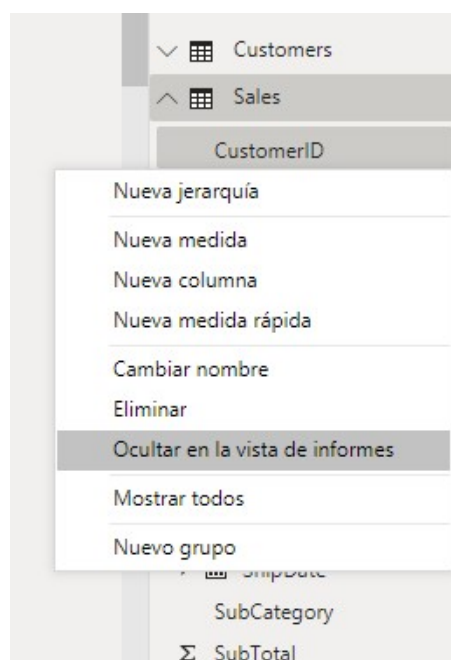 Customers
Sales
CustomerID
Nueva jerarquía
Nueva medida
Nueva columna
Nueva medida rápida
Cambiar nombre
Eliminar
Ocultar en la vista de informes
Mostrar todos
Nuevo grupo
ShipDate
SubCategory
Σ SubTotal